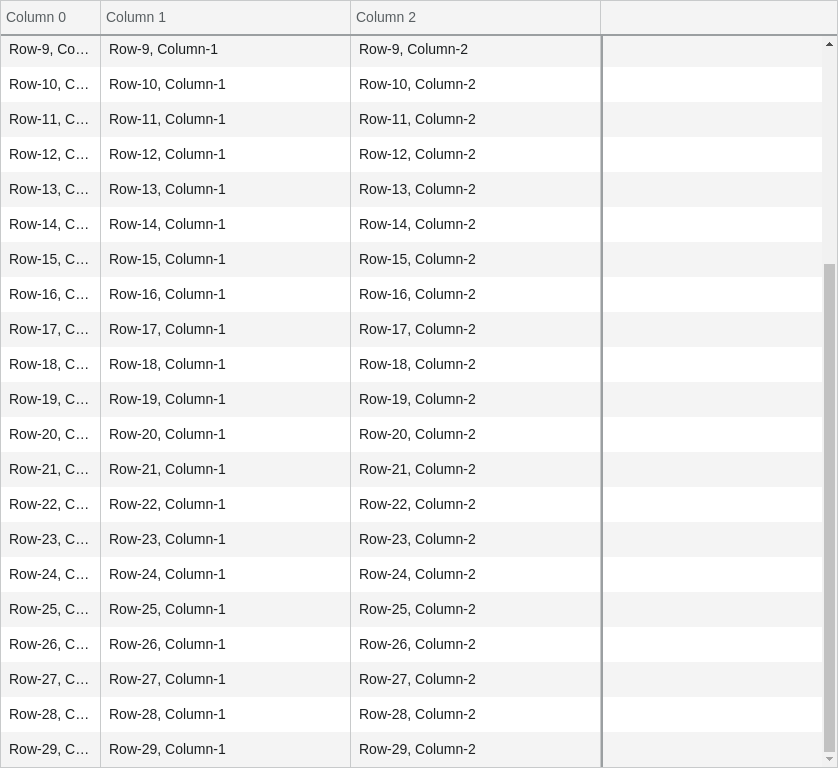 Column 0 Column 1 Column 2
Row-9, Co… Row-9, Column-1 Row-9, Column-2
Row-10, C… Row-10, Column-1 Row-10, Column-2
Row-11, C… Row-11, Column-1 Row-11, Column-2
Row-12, C… Row-12, Column-1 Row-12, Column-2
Row-13, C… Row-13, Column-1 Row-13, Column-2
Row-14, C… Row-14, Column-1 Row-14, Column-2
Row-15, C… Row-15, Column-1 Row-15, Column-2
Row-16, C… Row-16, Column-1 Row-16, Column-2
Row-17, C… Row-17, Column-1 Row-17, Column-2
Row-18, C… Row-18, Column-1 Row-18, Column-2
Row-19, C… Row-19, Column-1 Row-19, Column-2
Row-20, C… Row-20, Column-1 Row-20, Column-2
Row-21, C… Row-21, Column-1 Row-21, Column-2
Row-22, C… Row-22, Column-1 Row-22, Column-2
Row-23, C… Row-23, Column-1 Row-23, Column-2
Row-24, C… Row-24, Column-1 Row-24, Column-2
Row-25, C… Row-25, Column-1 Row-25, Column-2
Row-26, C… Row-26, Column-1 Row-26, Column-2
Row-27, C… Row-27, Column-1 Row-27, Column-2
Row-28, C… Row-28, Column-1 Row-28, Column-2
Row-29, C… Row-29, Column-1 Row-29, Column-2